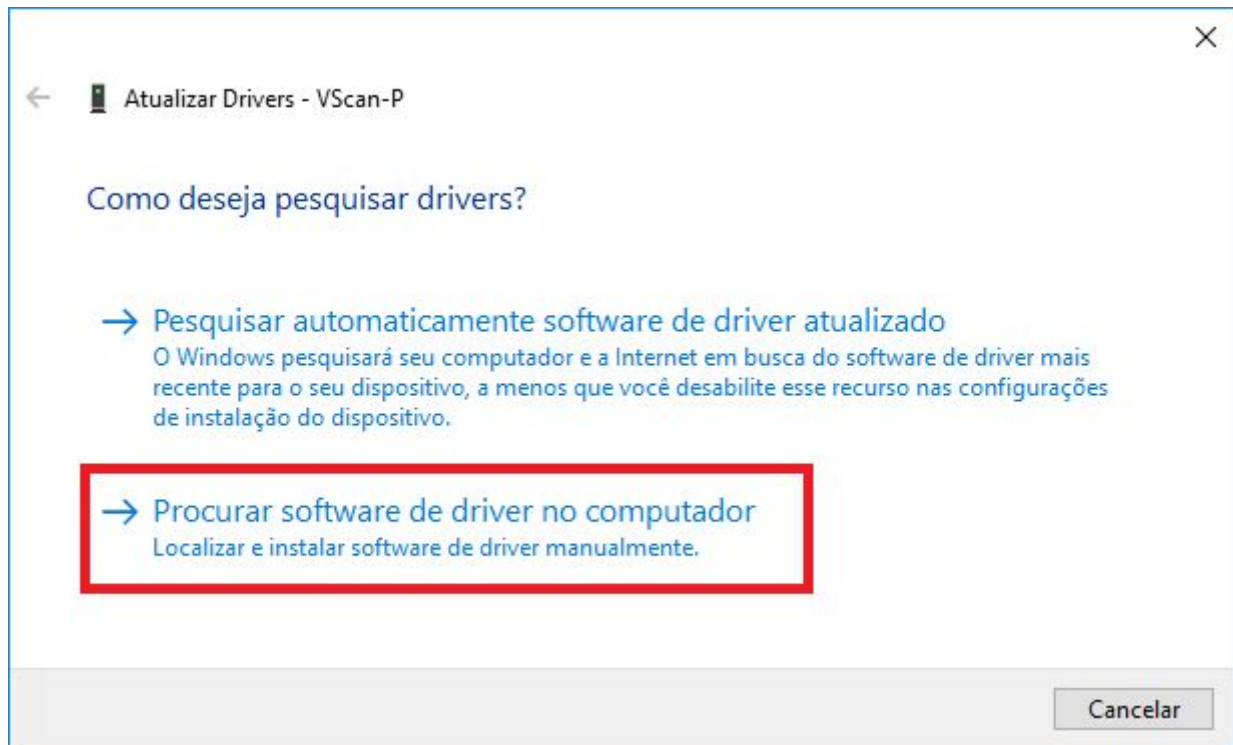 Atualizar Drivers - VScan-P
Como deseja pesquisar drivers?
Pesquisar automaticamente software de driver atualizado
O Windows pesquisará seu computador e a Internet em busca do software de driver mais
recente para o seu dispositivo, a menos que você desabilite esse recurso nas configurações
de instalação do dispositivo.
Procurar software de driver no computador
Localizar e instalar software de driver manualmente.
Cancelar